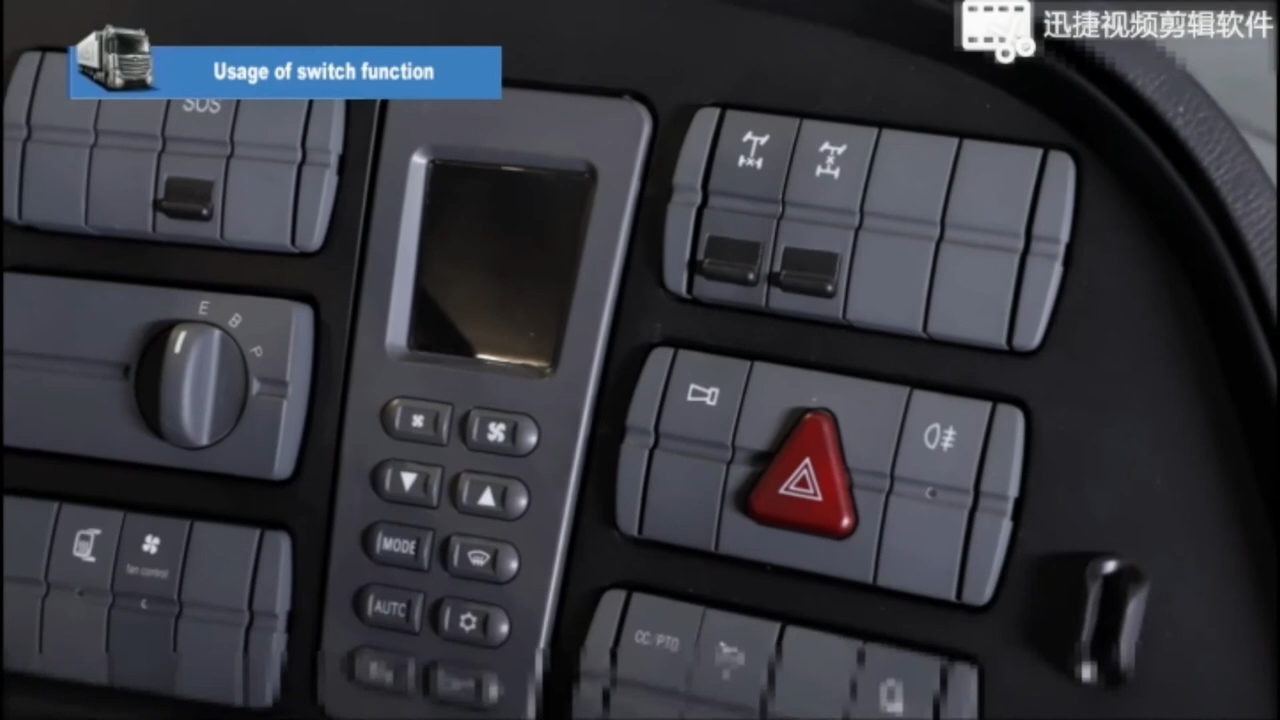 迅捷视频剪辑软件
Usage of switch function
SOS
E
B
P
MODE
AUTO
fan control
CC/PTO